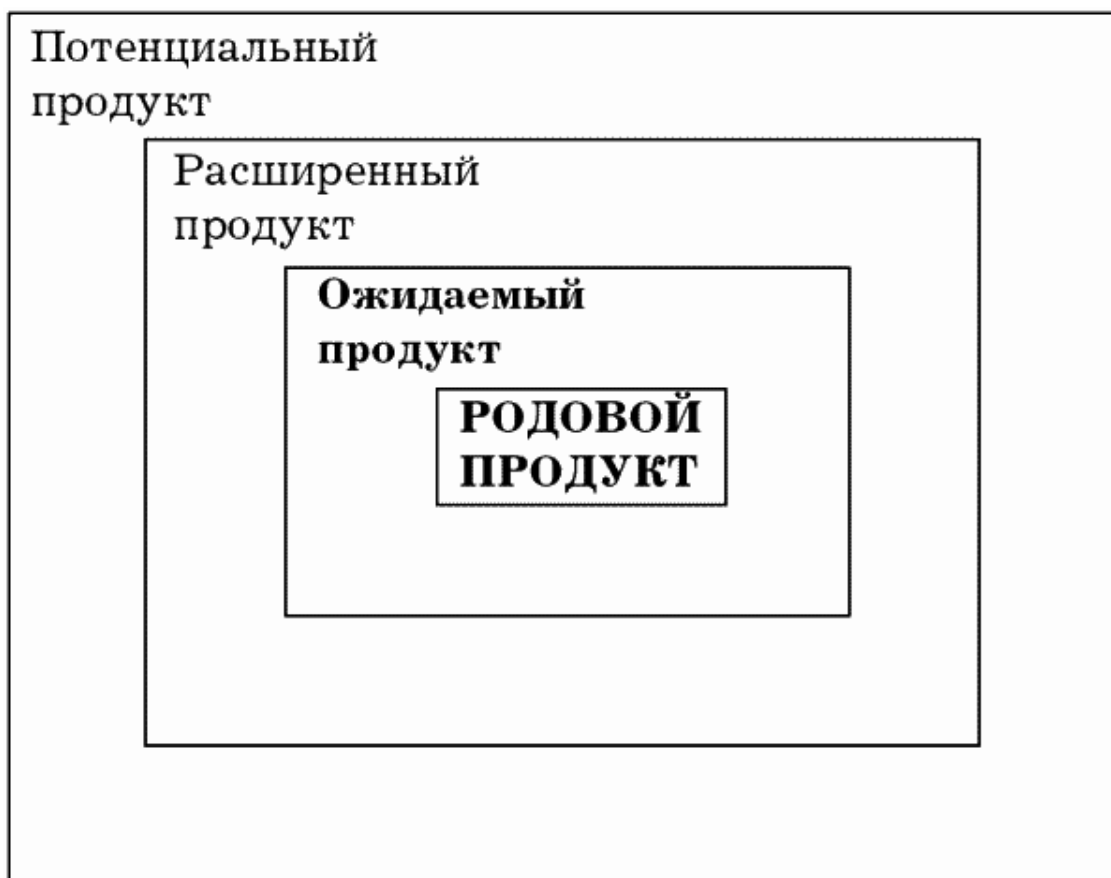 Потенциальный
продукт
Расширенный
продукт
Ожидаемый
продукт
РОДОВОЙ
ПРОДУКТ